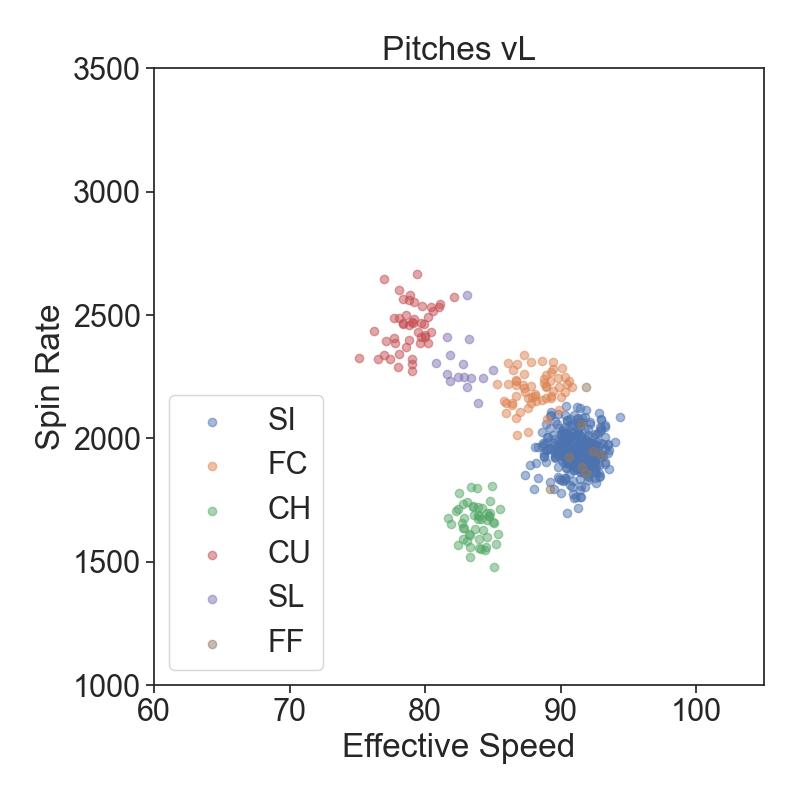 Pitches vL
3500
3000
2500
2000
1500
1000
Spin Rate
SI
FC
CH
CU
SL
FF
60 70 80 90 100
Effective Speed